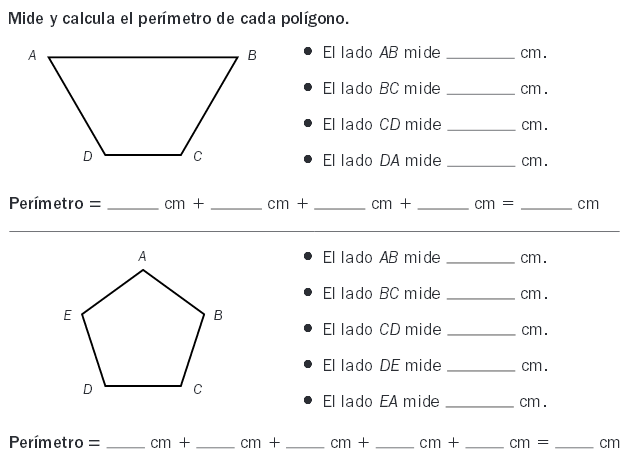 Mide y calcula el perímetro de cada polígono.
A
B
D
C
• El lado AB mide ________ cm.
• El lado BC mide ________ cm.
• El lado CD mide ________ cm.
• El lado DA mide ________ cm.
Perímetro = ______ cm + ______ cm + ______ cm + ______ cm = ______ cm
A
E
B
D
C
• El lado AB mide ________ cm.
• El lado BC mide ________ cm.
• El lado CD mide ________ cm.
• El lado DE mide ________ cm.
• El lado EA mide ________ cm.
Perímetro = _____ cm + _____ cm + _____ cm + _____ cm + _____ cm = _____ cm